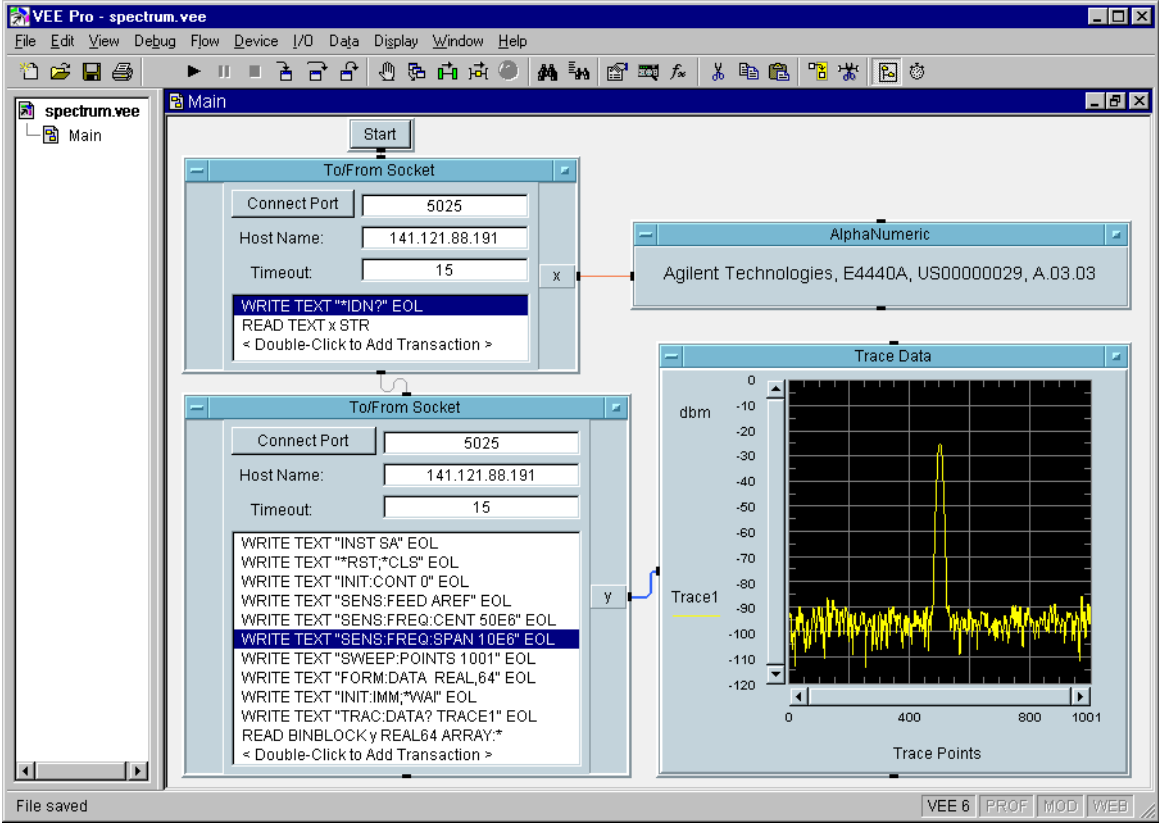 VEE Pro - spectrum.vee
File Edit View Debug Flow Device I/O Data Display Window Help
spectrum.vee
Main
Main
Start
To/From Socket
Connect Port 5025
Host Name: 141.121.88.191
Timeout: 15
x
WRITE TEXT "*IDN?" EOL
READ TEXT x STR
< Double-Click to Add Transaction >
AlphaNumeric
Agilent Technologies, E4440A, US00000029, A.03.03
To/From Socket
Connect Port 5025
Host Name: 141.121.88.191
Timeout: 15
WRITE TEXT "INST SA" EOL
WRITE TEXT "*RST;*CLS" EOL
WRITE TEXT "INIT:CONT 0" EOL
WRITE TEXT "SENS:FEED AREF" EOL
WRITE TEXT "SENS:FREQ:CENT 50E6" EOL
WRITE TEXT "SENS:FREQ:SPAN 10E6" EOL
WRITE TEXT "SWEEP:POINTS 1001" EOL
WRITE TEXT "FORM:DATA  REAL,64" EOL
WRITE TEXT "INIT:IMM;*WAI" EOL
WRITE TEXT "TRAC:DATA? TRACE1" EOL
READ BINBLOCK y REAL64 ARRAY:*
< Double-Click to Add Transaction >
y
Trace Data
dbm
Trace1
0
-10
-20
-30
-40
-50
-60
-70
-80
-90
-100
-110
-120
0 400 800 1001
Trace Points
File saved
VEE 6 PROF MOD WEB